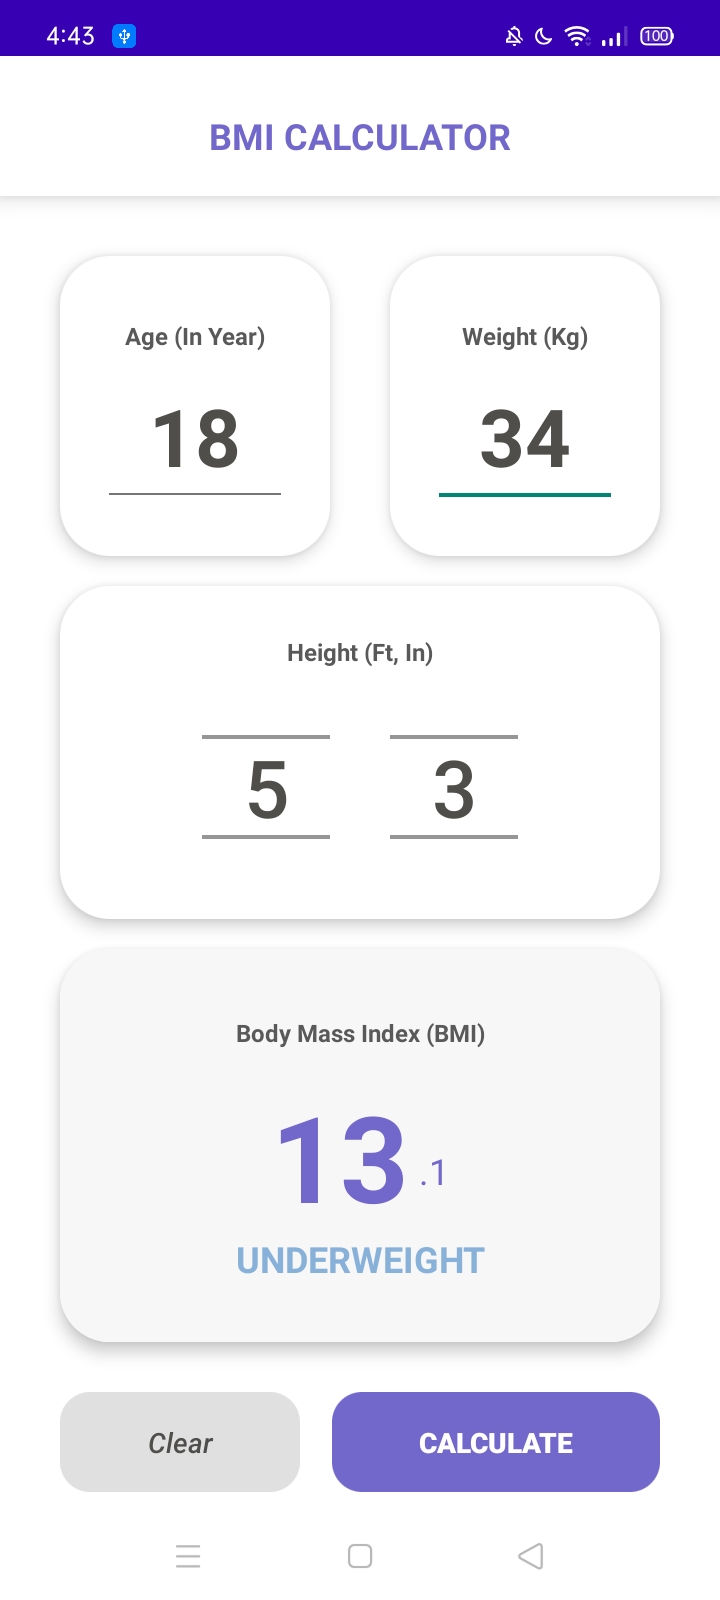 4:43 100
BMI CALCULATOR
Age (In Year) Weight (Kg)
18 34
Height (Ft, In)
5 3
Body Mass Index (BMI)
13 .1
UNDERWEIGHT
Clear CALCULATE